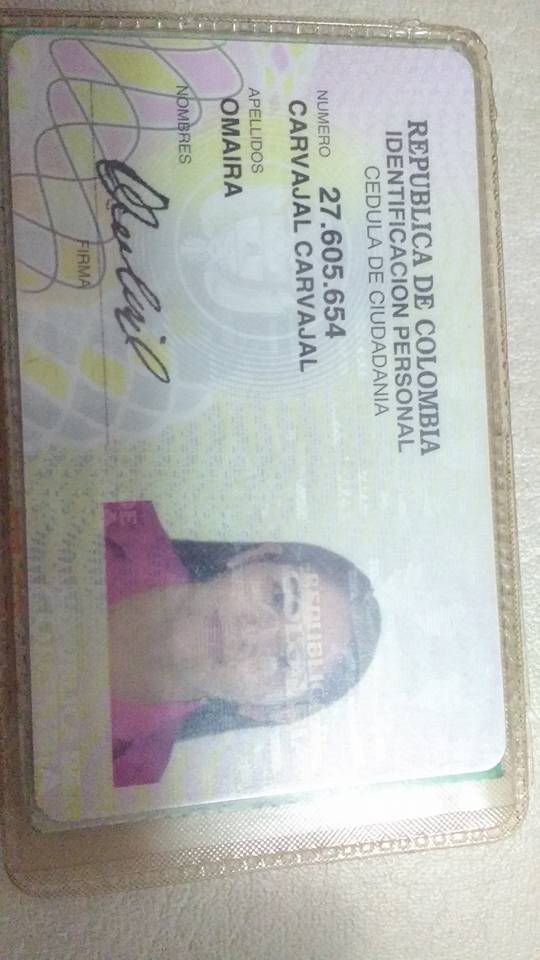 REPUBLICA DE COLOMBIA
IDENTIFICACION PERSONAL
CEDULA DE CIUDADANIA
NUMERO 27.605.654
CARVAJAL CARVAJAL
APELLIDOS
OMAIRA
NOMBRES
FIRMA